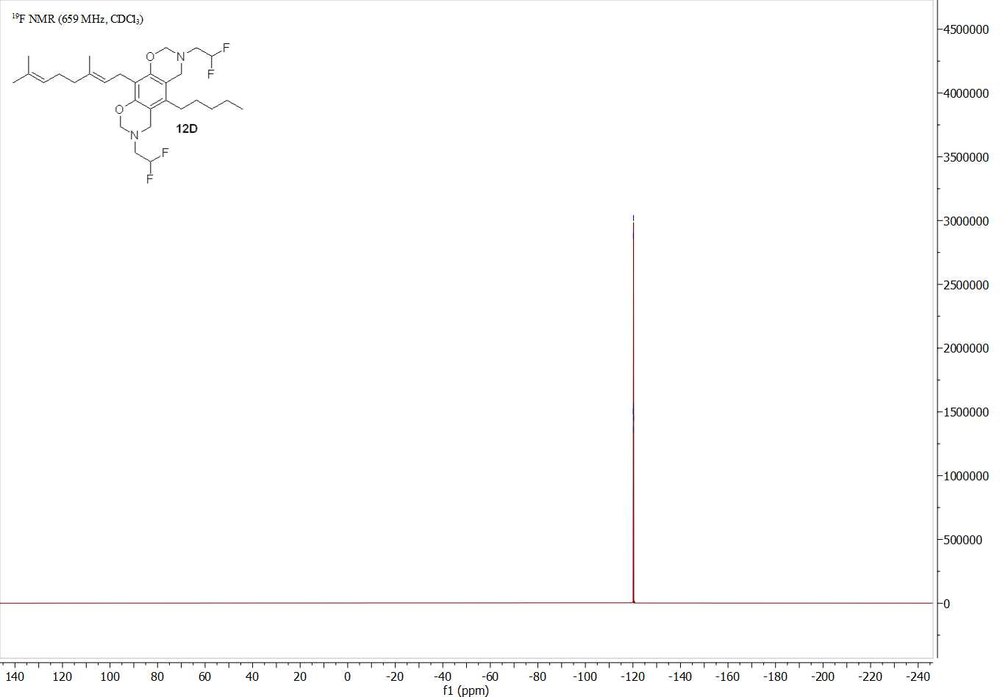 ¹⁹F NMR (659 MHz, CDCl₃)
F
O
N
F
O
12D
N
F
F
4500000
4000000
3500000
3000000
2500000
2000000
1500000
1000000
500000
0
140 120 100 80 60 40 20 0 -20 -40 -60 -80 -100 -120 -140 -160 -180 -200 -220 -240
f1 (ppm)